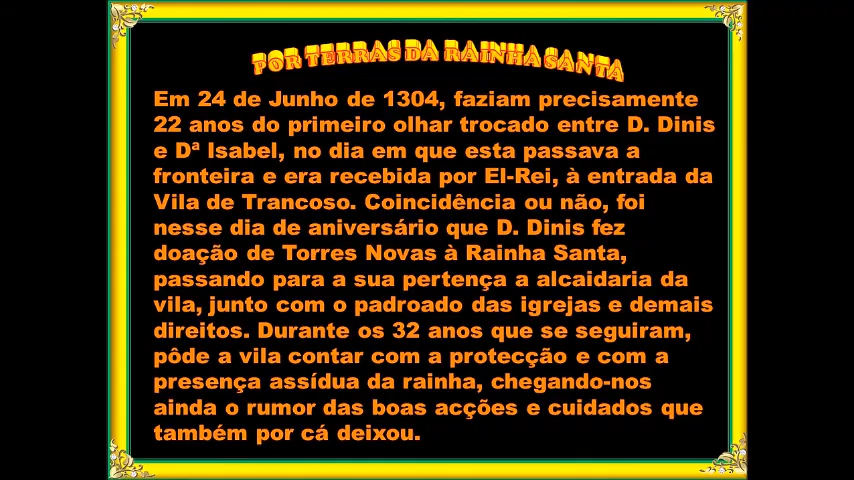 POR TERRAS DA RAINHA SANTA
Em 24 de Junho de 1304, faziam precisamente
22 anos do primeiro olhar trocado entre D. Dinis
e Dª Isabel, no dia em que esta passava a
fronteira e era recebida por El-Rei, à entrada da
Vila de Trancoso. Coincidência ou não, foi
nesse dia de aniversário que D. Dinis fez
doação de Torres Novas à Rainha Santa,
passando para a sua pertença a alcaidaria da
vila, junto com o padroado das igrejas e demais
direitos. Durante os 32 anos que se seguiram,
pôde a vila contar com a protecção e com a
presença assídua da rainha, chegando-nos
ainda o rumor das boas acções e cuidados que
também por cá deixou.